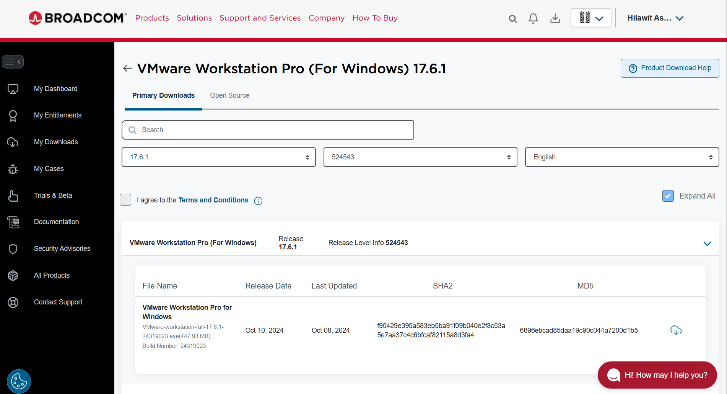 BROADCOM
Products Solutions Support and Services Company How To Buy
Hilawit As...
VMware Workstation Pro (For Windows) 17.6.1
Product Download Help
Primary Downloads Open Source
My Dashboard
My Entitlements
My Downloads
My Cases
Trials & Beta
Documentation
Security Advisories
All Products
Contact Support
Search
17.6.1 524543 English
I agree to the Terms and Conditions
Expand All
VMware Workstation Pro (For Windows) Release 17.6.1 Release Level Info 524543
File Name Release Date Last Updated SHA2 MD5
VMware Workstation Pro for
Windows
VMware-workstation-full-17.6.1-
24319023.exe(447.93 MB)
Build Number: 24319023
Oct 10, 2024 Oct 08, 2024
Hi! How may I help you?